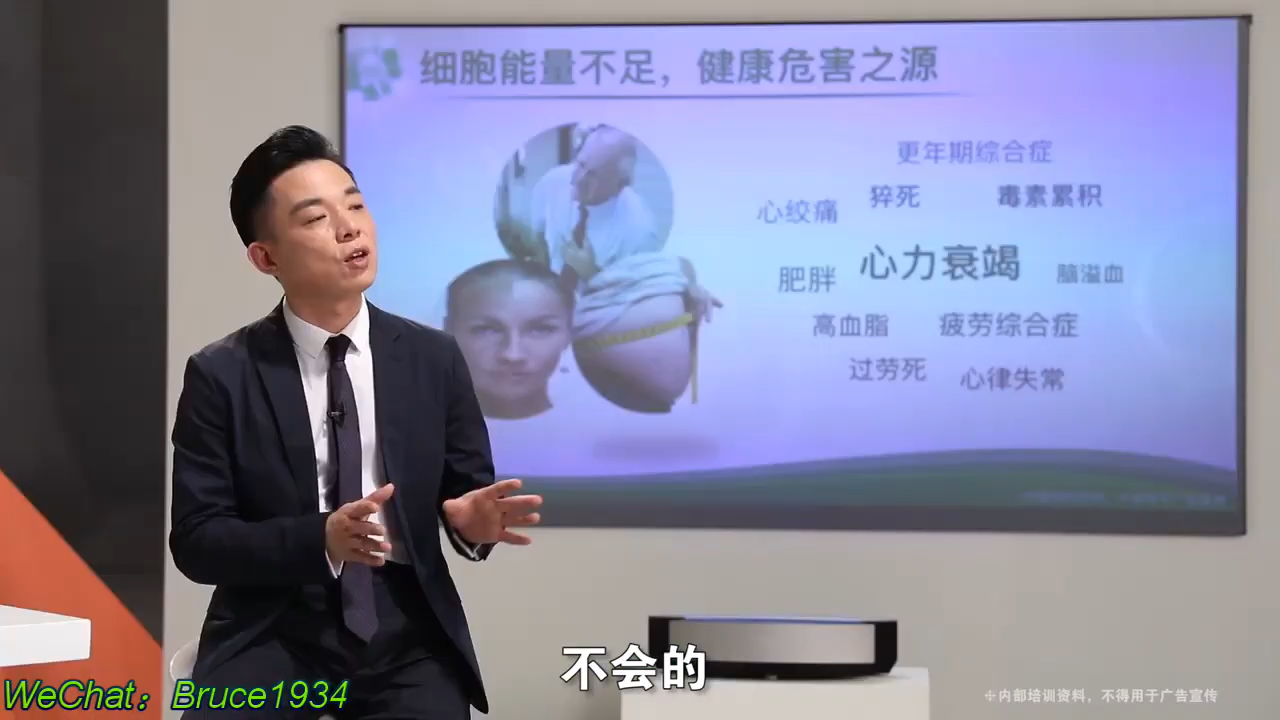 细胞能量不足，健康危害之源
更年期综合症
心绞痛
猝死
毒素累积
肥胖
心力衰竭
脑溢血
高血脂
疲劳综合症
过劳死
心律失常
不会的
WeChat：Bruce1934
※内部培训资料，不得用于广告宣传